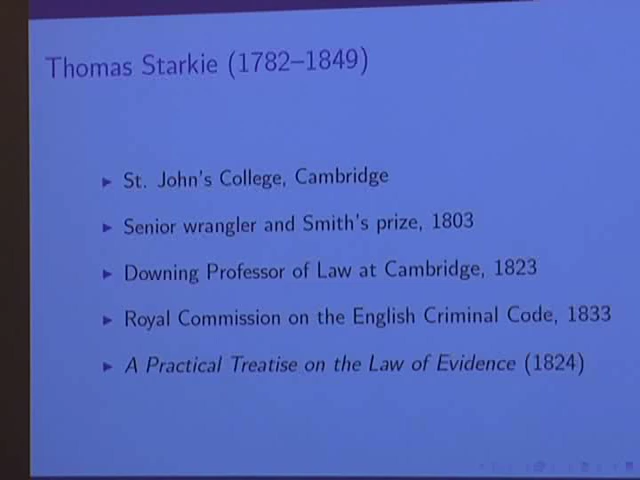 Thomas Starkie (1782–1849)
St. John's College, Cambridge
Senior wrangler and Smith's prize, 1803
Downing Professor of Law at Cambridge, 1823
Royal Commission on the English Criminal Code, 1833
A Practical Treatise on the Law of Evidence (1824)